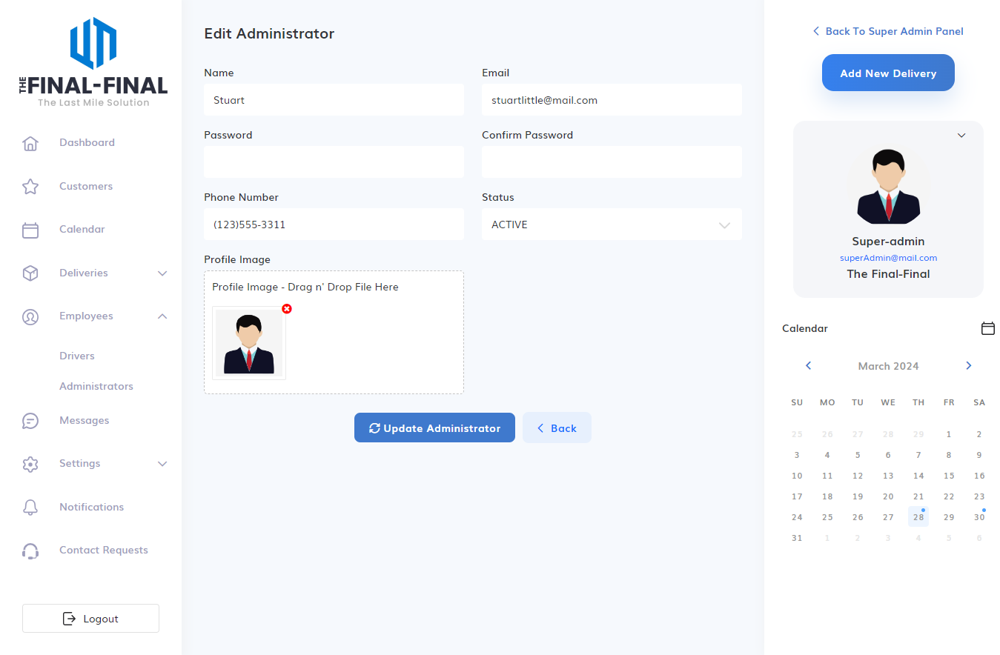 THE FINAL-FINAL
The Last Mile Solution
Dashboard
Customers
Calendar
Deliveries
Employees
Drivers
Administrators
Messages
Settings
Notifications
Contact Requests
Logout
Edit Administrator
Name
Email
Stuart
stuartlittle@mail.com
Password
Confirm Password
Phone Number
Status
(123)555-3311
ACTIVE
Profile Image
Profile Image - Drag n' Drop File Here
Update Administrator
Back
Back To Super Admin Panel
Add New Delivery
Super-admin
superAdmin@mail.com
The Final-Final
Calendar
March 2024
SU MO TU WE TH FR SA
25 26 27 28 29 1 2
3 4 5 6 7 8 9
10 11 12 13 14 15 16
17 18 19 20 21 22 23
24 25 26 27 28 29 30
31 1 2 3 4 5 6